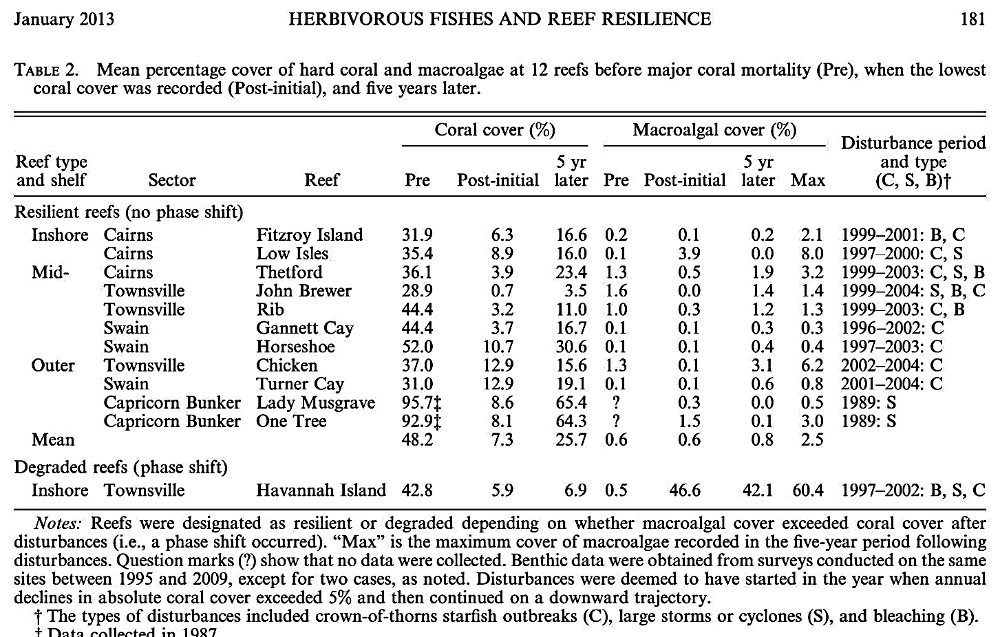 January 2013 HERBIVOROUS FISHES AND REEF RESILIENCE 181
TABLE 2. Mean percentage cover of hard coral and macroalgae at 12 reefs before major coral mortality (Pre), when the lowest
coral cover was recorded (Post-initial), and five years later.
Coral cover (%) Macroalgal cover (%)
Disturbance period
Reef type 5 yr 5 yr and type
and shelf Sector Reef Pre Post-initial later Pre Post-initial later Max (C, S, B)†
Resilient reefs (no phase shift)
Inshore Cairns Fitzroy Island 31.9 6.3 16.6 0.2 0.1 0.2 2.1 1999–2001: B, C
Cairns Low Isles 35.4 8.9 16.0 0.1 3.9 0.0 8.0 1997–2000: C, S
Mid- Cairns Thetford 36.1 3.9 23.4 1.3 0.5 1.9 3.2 1999–2003: C, S, B
Townsville John Brewer 28.9 0.7 3.5 1.6 0.0 1.4 1.4 1999–2004: S, B, C
Townsville Rib 44.4 3.2 11.0 1.0 0.3 1.2 1.3 1999–2003: C, B
Swain Gannett Cay 44.4 3.7 16.7 0.1 0.1 0.3 0.3 1996–2002: C
Swain Horseshoe 52.0 10.7 30.6 0.1 0.1 0.4 0.4 1997–2003: C
Outer Townsville Chicken 37.0 12.9 15.6 1.3 0.1 3.1 6.2 2002–2004: C
Swain Turner Cay 31.0 12.9 19.1 0.1 0.1 0.6 0.8 2001–2004: C
Capricorn Bunker Lady Musgrave 95.7‡ 8.6 65.4 ? 0.3 0.0 0.5 1989: S
Capricorn Bunker One Tree 92.9‡ 8.1 64.3 ? 1.5 0.1 3.0 1989: S
Mean 48.2 7.3 25.7 0.6 0.6 0.8 2.5
Degraded reefs (phase shift)
Inshore Townsville Havannah Island 42.8 5.9 6.9 0.5 46.6 42.1 60.4 1997–2002: B, S, C
Notes: Reefs were designated as resilient or degraded depending on whether macroalgal cover exceeded coral cover after
disturbances (i.e., a phase shift occurred). “Max” is the maximum cover of macroalgae recorded in the five-year period following
disturbances. Question marks (?) show that no data were collected. Benthic data were obtained from surveys conducted on the same
sites between 1995 and 2009, except for two cases, as noted. Disturbances were deemed to have started in the year when annual
declines in absolute coral cover exceeded 5% and then continued on a downward trajectory.
† The types of disturbances included crown-of-thorns starfish outbreaks (C), large storms or cyclones (S), and bleaching (B).
‡ Data collected in 1987.